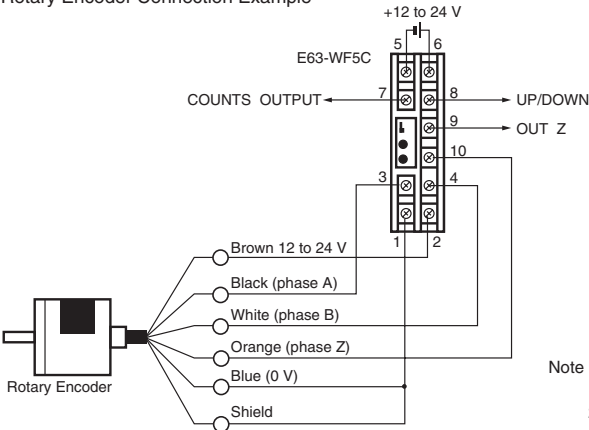 Rotary Encoder Connection Example
+12 to 24 V
5 6
E63-WF5C
COUNTS OUTPUT 7 8 UP/DOWN
9 OUT Z
10
3 4
1 2
Brown 12 to 24 V
Black (phase A)
White (phase B)
Orange (phase Z)
Blue (0 V)
Shield
Rotary Encoder
Note